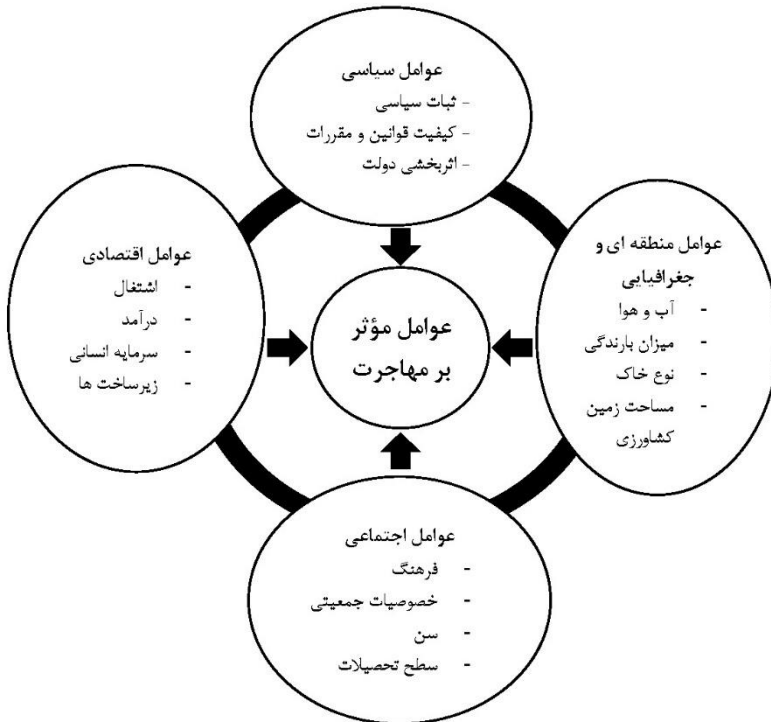 عوامل سیاسی
- ثبات سیاسی
- کیفیت قوانین و مقررات
- اثربخشی دولت
عوامل منطقه ای و
جغرافیایی
- آب و هوا
- میزان بارندگی
- نوع خاک
- مساحت زمین
کشاورزی
عوامل اقتصادی
- اشتغال
- درآمد
- سرمایه انسانی
- زیرساخت ها
عوامل مؤثر
بر مهاجرت
عوامل اجتماعی
- فرهنگ
- خصوصیات جمعیتی
- سن
- سطح تحصیلات